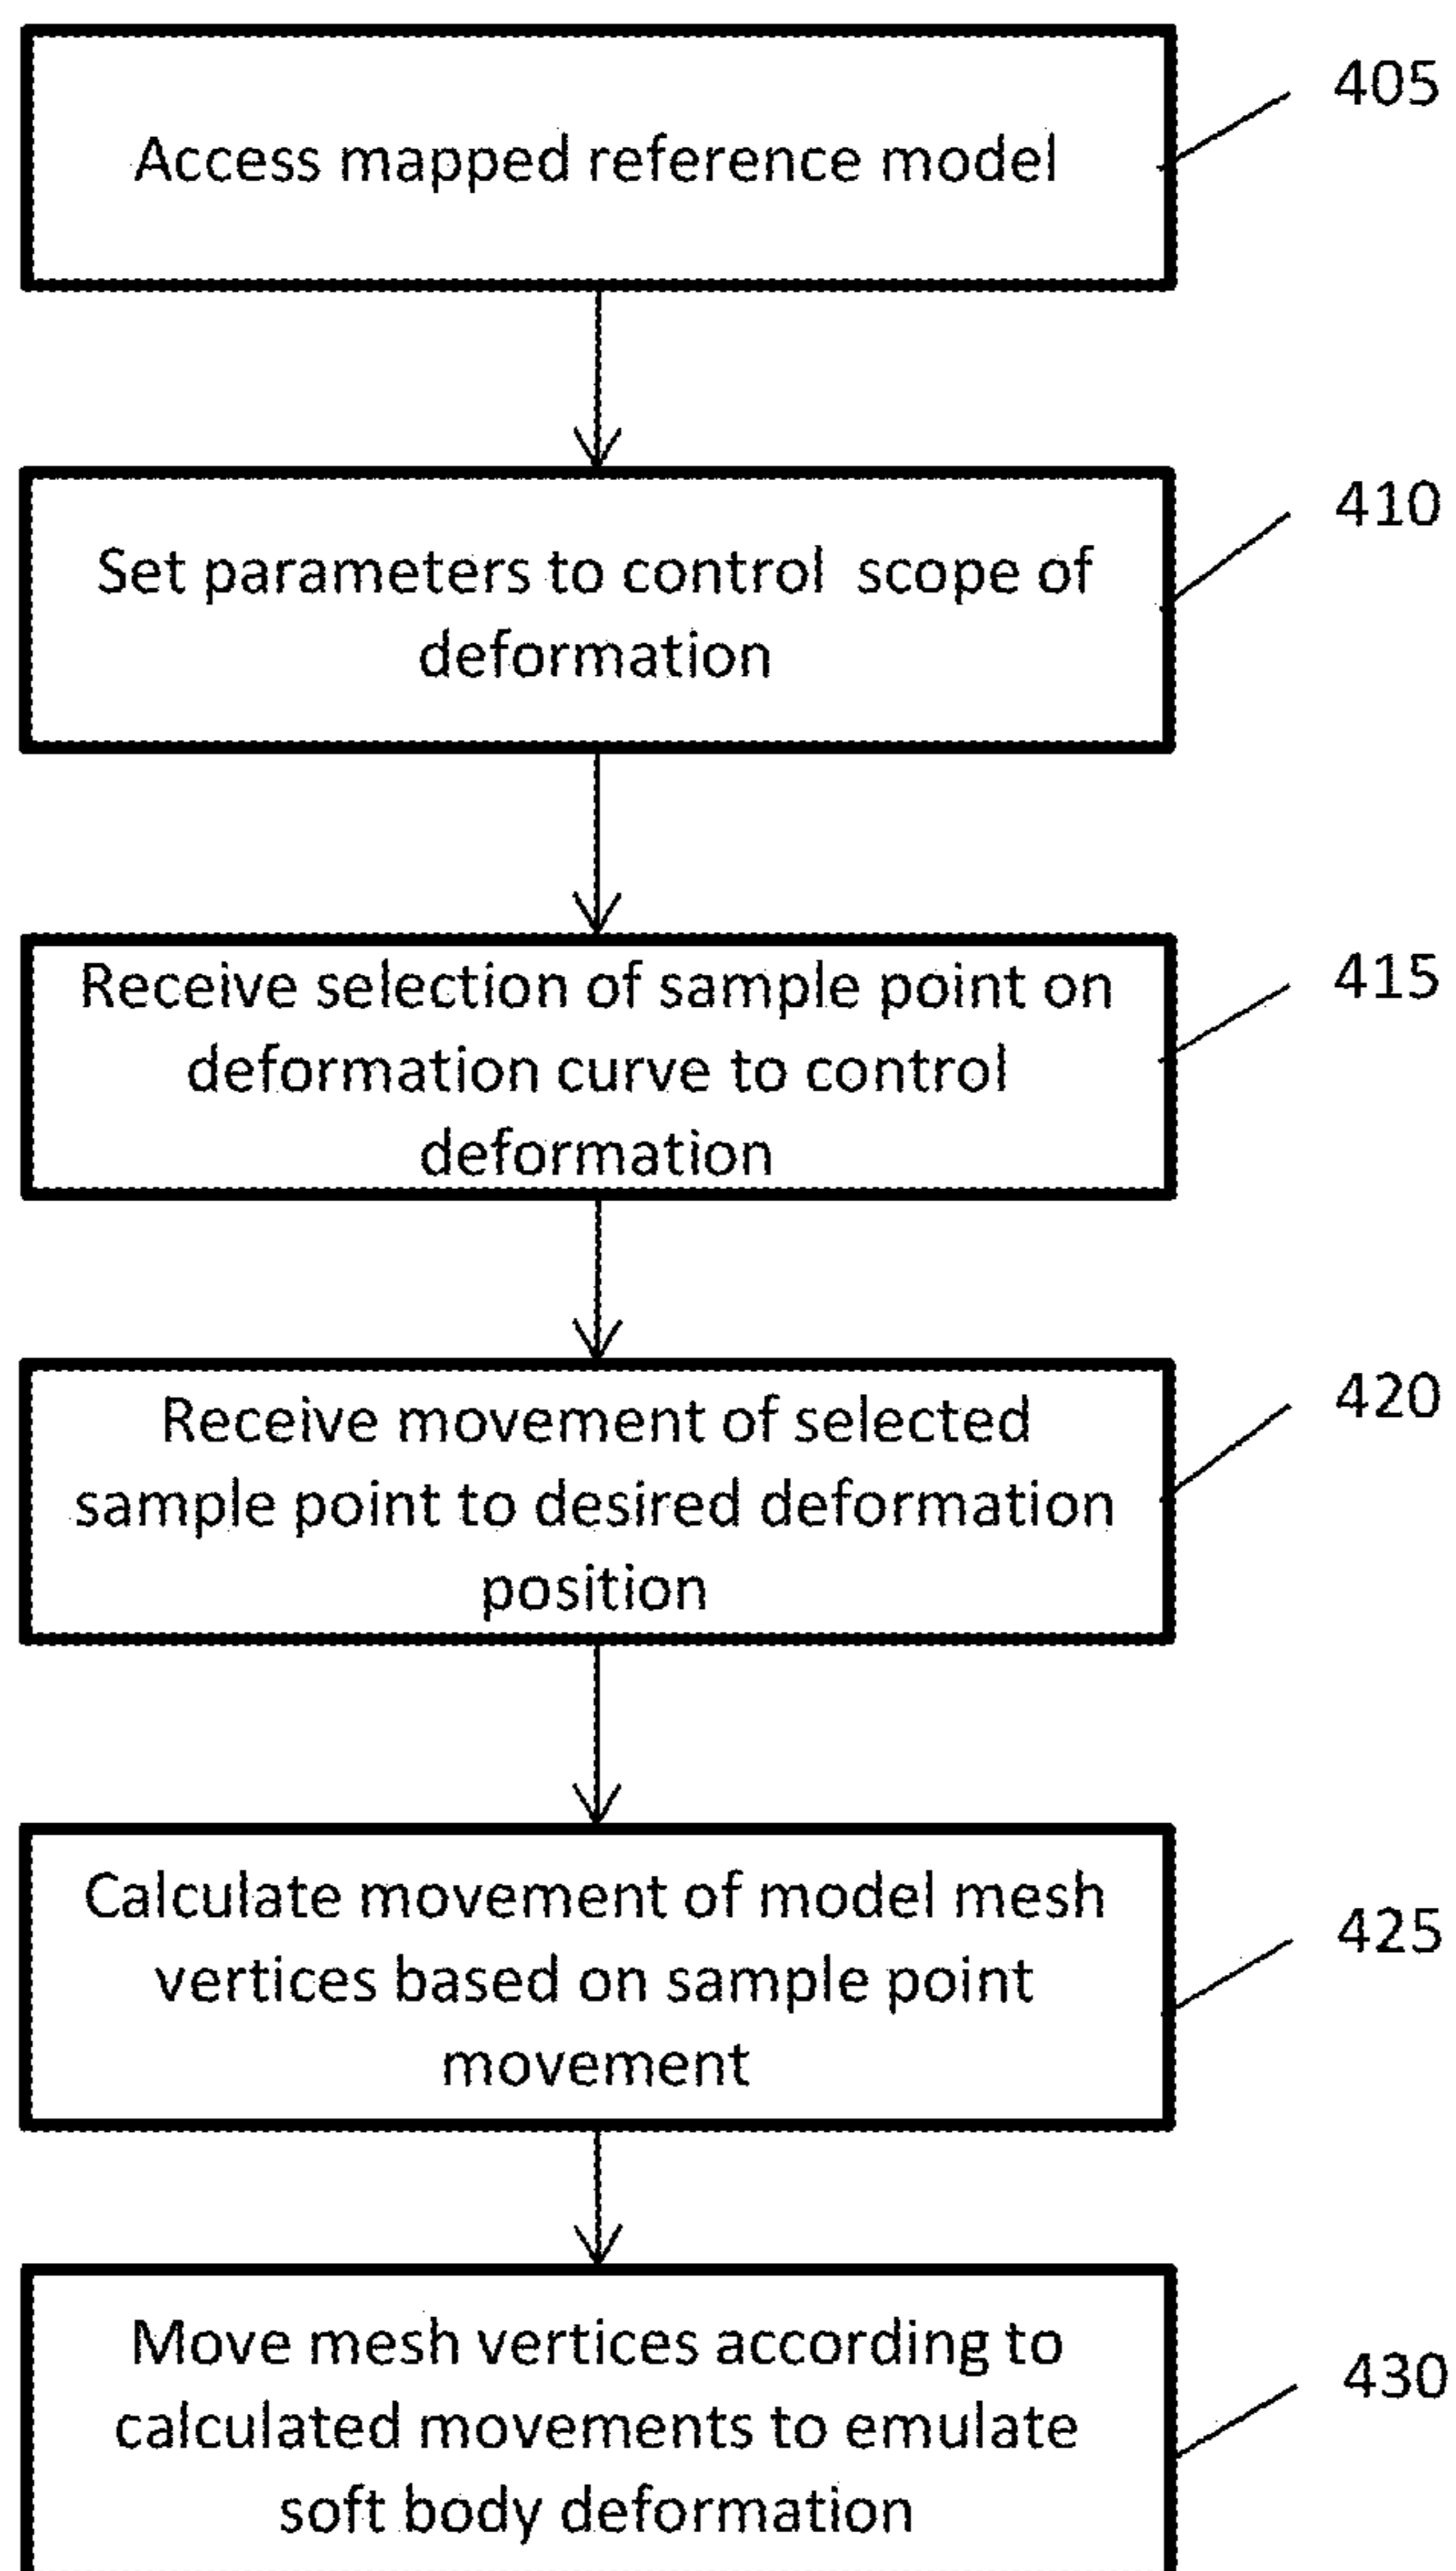 405
Access mapped reference model
410
Set parameters to control scope of
deformation
415
Receive selection of sample point on
deformation curve to control
deformation
420
Receive movement of selected
sample point to desired deformation
position
425
Calculate movement of model mesh
vertices based on sample point
movement
430
Move mesh vertices according to
calculated movements to emulate
soft body deformation